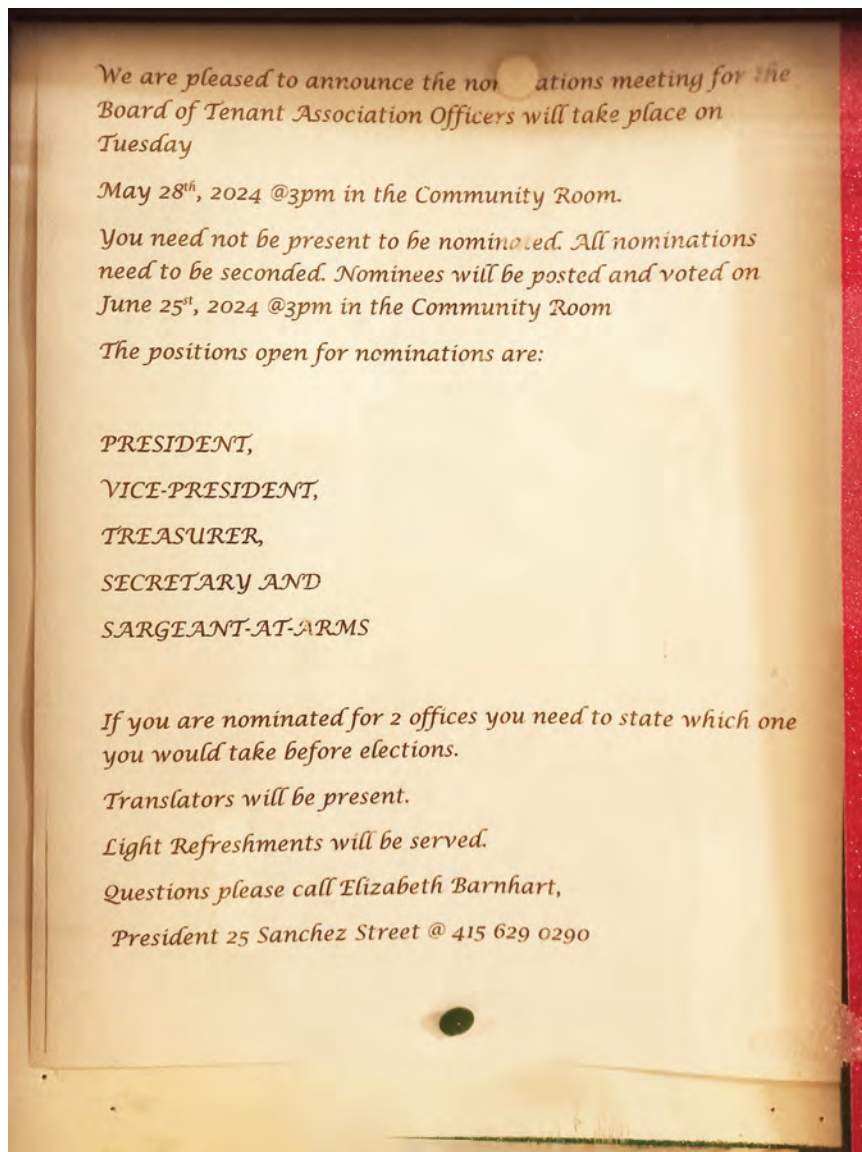 We are pleased to announce the nominations meeting for the
Board of Tenant Association Officers will take place on
Tuesday
May 28th, 2024 @3pm in the Community Room.
You need not be present to be nominated. All nominations
need to be seconded. Nominees will be posted and voted on
June 25st, 2024 @3pm in the Community Room
The positions open for nominations are:
PRESIDENT,
VICE-PRESIDENT,
TREASURER,
SECRETARY AND
SARGEANT-AT-ARMS
If you are nominated for 2 offices you need to state which one
you would take before elections.
Translators will be present.
Light Refreshments will be served.
Questions please call Elizabeth Barnhart,
President 25 Sanchez Street @ 415 629 0290